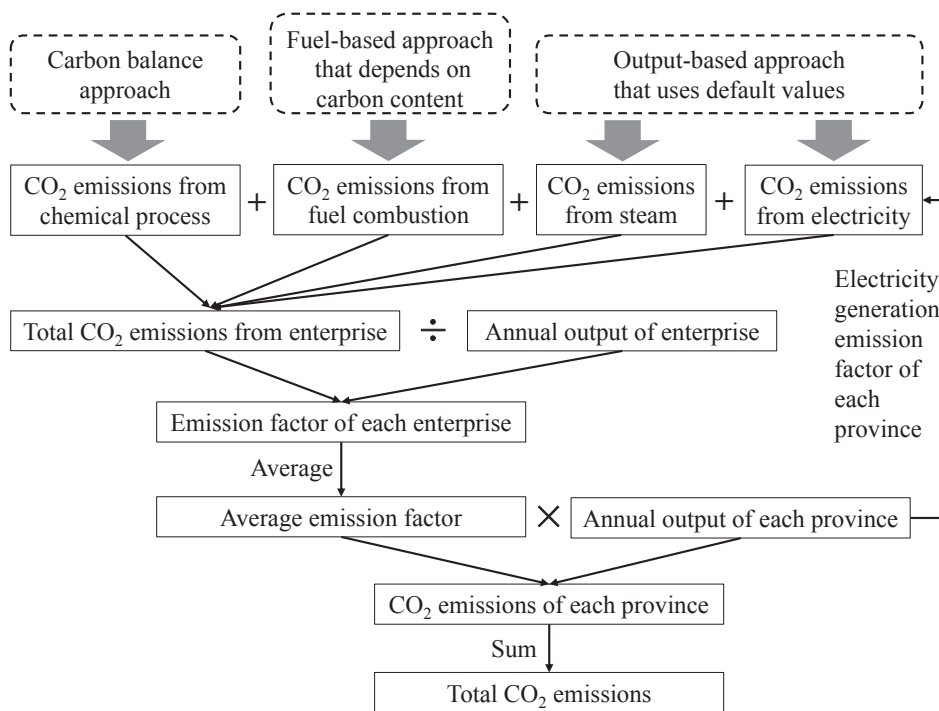 Carbon balance
approach
Fuel-based approach
that depends on
carbon content
Output-based approach
that uses default values
CO₂ emissions from
chemical process
+
CO₂ emissions from
fuel combustion
+
CO₂ emissions
from steam
+
CO₂ emissions
from electricity
Total CO₂ emissions from enterprise
÷
Annual output of enterprise
Electricity
generation
emission
factor of
each
province
Emission factor of each enterprise
Average
Average emission factor
×
Annual output of each province
CO₂ emissions of each province
Sum
Total CO₂ emissions